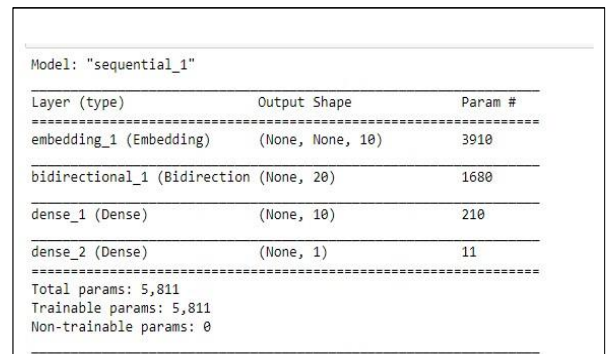 Model: "sequential_1"
Layer (type) Output Shape Param #
embedding_1 (Embedding) (None, None, 10) 3910
bidirectional_1 (Bidirection (None, 20) 1680
dense_1 (Dense) (None, 10) 210
dense_2 (Dense) (None, 1) 11
Total params: 5,811
Trainable params: 5,811
Non-trainable params: 0